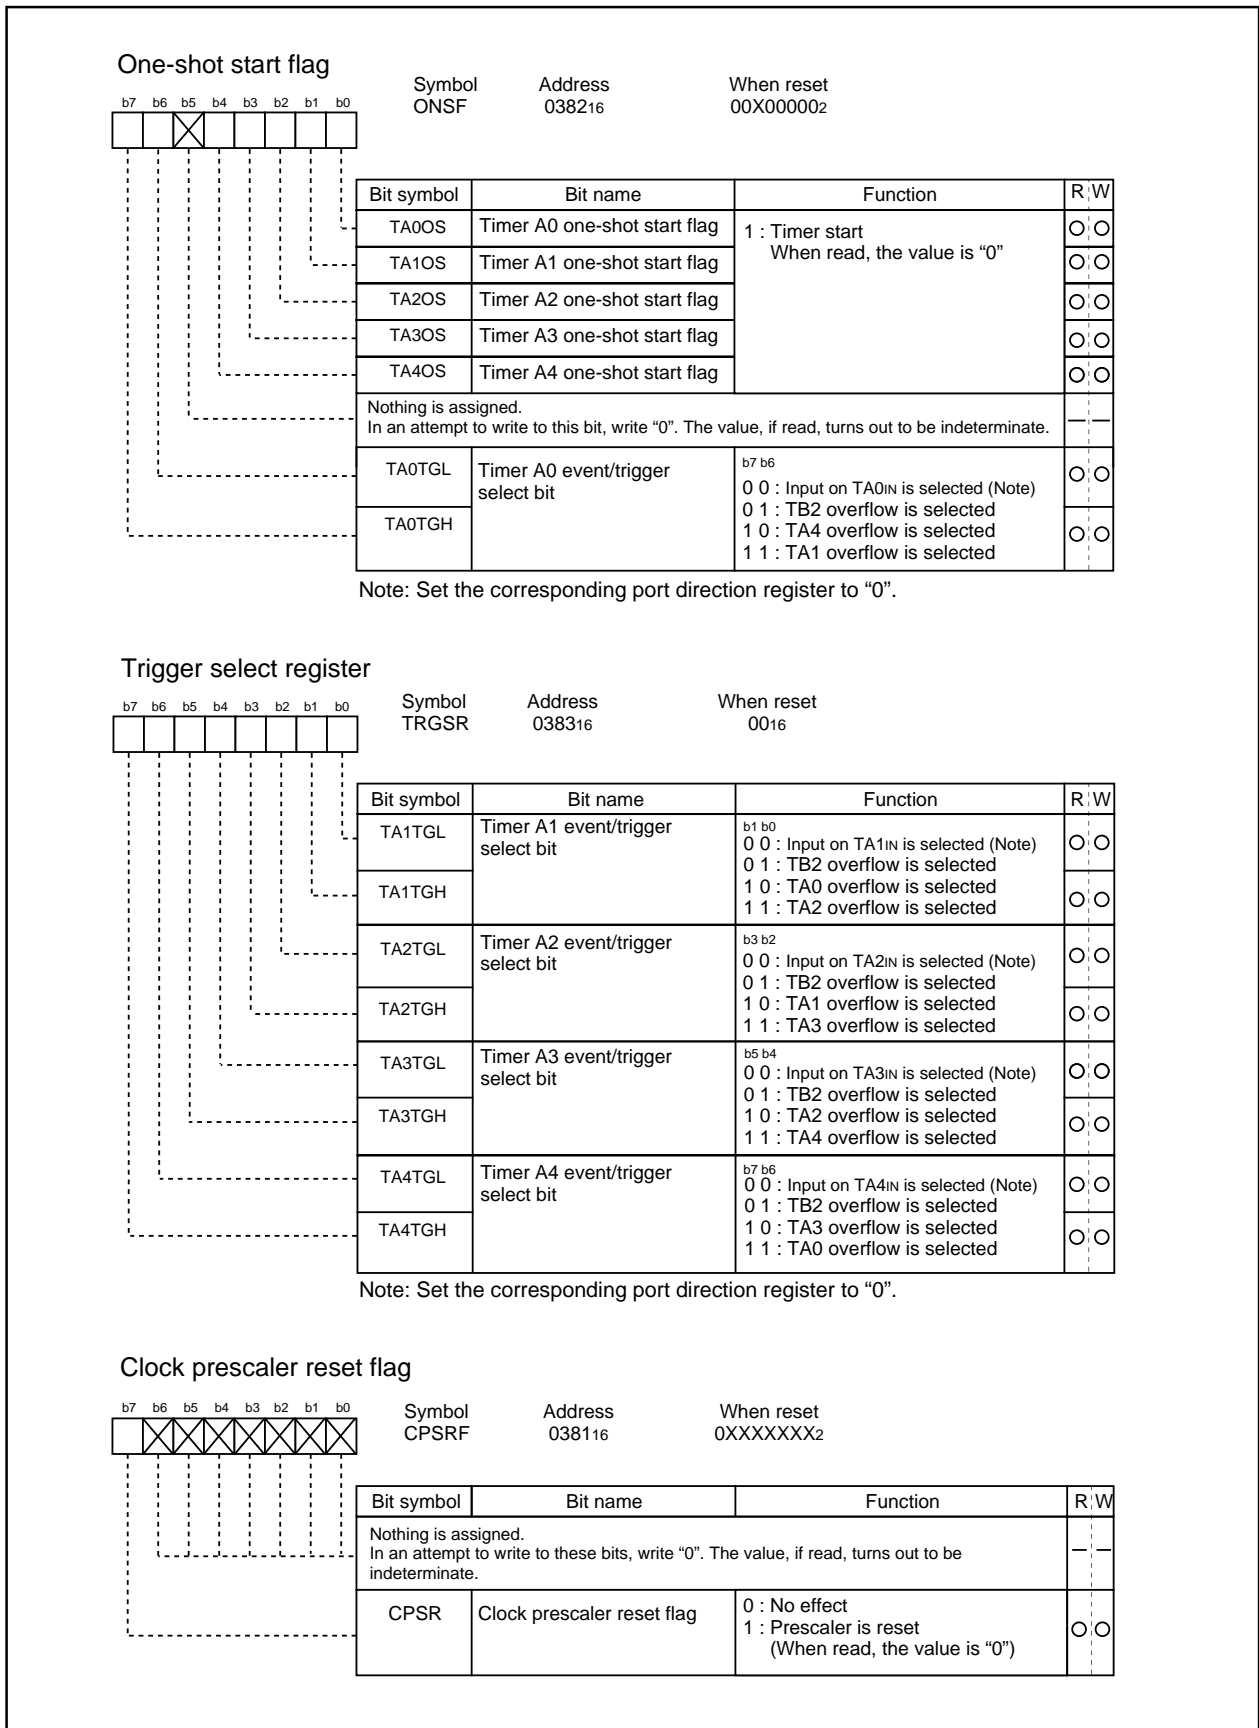 One-shot start flag
Symbol Address When reset
ONSF 038216 00X000002
b7 b6 b5 b4 b3 b2 b1 b0
Bit symbol Bit name Function R W
TA0OS Timer A0 one-shot start flag 1 : Timer start
When read, the value is “0”
TA1OS Timer A1 one-shot start flag
TA2OS Timer A2 one-shot start flag
TA3OS Timer A3 one-shot start flag
TA4OS Timer A4 one-shot start flag
Nothing is assigned.
In an attempt to write to this bit, write “0”. The value, if read, turns out to be indeterminate.
TA0TGL Timer A0 event/trigger b7 b6
select bit 0 0 : Input on TA0IN is selected (Note)
0 1 : TB2 overflow is selected
TA0TGH 1 0 : TA4 overflow is selected
1 1 : TA1 overflow is selected
Note: Set the corresponding port direction register to “0”.
Trigger select register
Symbol Address When reset
TRGSR 038316 0016
b7 b6 b5 b4 b3 b2 b1 b0
Bit symbol Bit name Function R W
TA1TGL Timer A1 event/trigger b1 b0
select bit 0 0 : Input on TA1IN is selected (Note)
0 1 : TB2 overflow is selected
TA1TGH 1 0 : TA0 overflow is selected
1 1 : TA2 overflow is selected
TA2TGL Timer A2 event/trigger b3 b2
select bit 0 0 : Input on TA2IN is selected (Note)
0 1 : TB2 overflow is selected
TA2TGH 1 0 : TA1 overflow is selected
1 1 : TA3 overflow is selected
TA3TGL Timer A3 event/trigger b5 b4
select bit 0 0 : Input on TA3IN is selected (Note)
0 1 : TB2 overflow is selected
TA3TGH 1 0 : TA2 overflow is selected
1 1 : TA4 overflow is selected
TA4TGL Timer A4 event/trigger b7 b6
select bit 0 0 : Input on TA4IN is selected (Note)
0 1 : TB2 overflow is selected
TA4TGH 1 0 : TA3 overflow is selected
1 1 : TA0 overflow is selected
Note: Set the corresponding port direction register to “0”.
Clock prescaler reset flag
Symbol Address When reset
CPSRF 038116 0XXXXXXX2
b7 b6 b5 b4 b3 b2 b1 b0
Bit symbol Bit name Function R W
Nothing is assigned.
In an attempt to write to these bits, write “0”. The value, if read, turns out to be
indeterminate.
CPSR Clock prescaler reset flag 0 : No effect
1 : Prescaler is reset
(When read, the value is “0”)